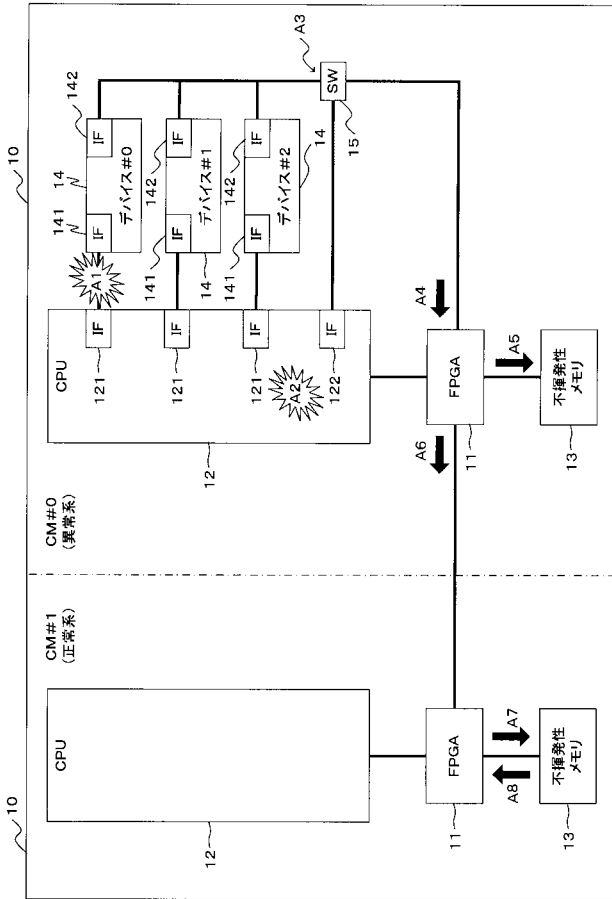 10
10
CM#1
(正常系)
CM#0
(異常系)
CPU
12
CPU
12
A1
A2
IF
121
IF
121
IF
121
IF
122
141
14
142
IF
IF
デバイス#0
141
14
142
IF
IF
デバイス#1
141
14
142
IF
IF
デバイス#2
A3
SW
15
FPGA
11
A8
A7
不揮発性
メモリ
13
A6
A4
FPGA
11
A5
不揮発性
メモリ
13